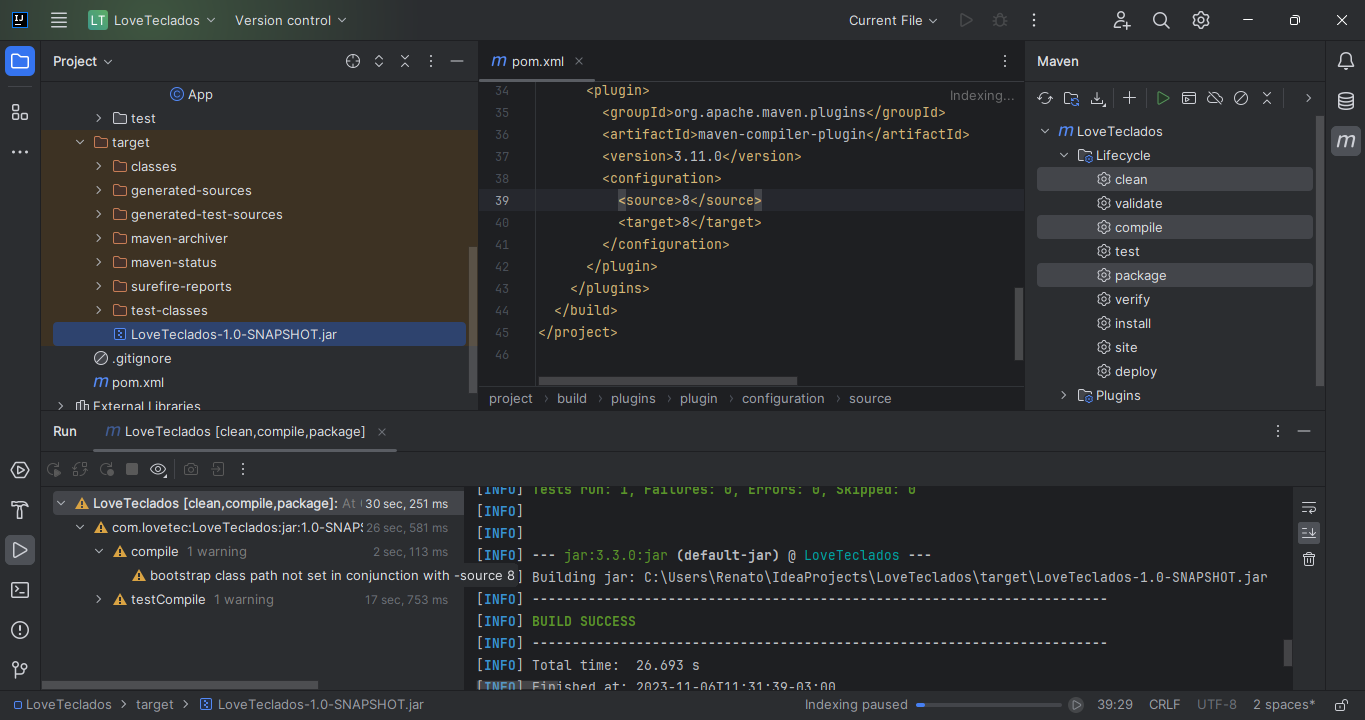 LT LoveTeclados Version control Current File
Project
App
test
target
classes
generated-sources
generated-test-sources
maven-archiver
maven-status
surefire-reports
test-classes
LoveTeclados-1.0-SNAPSHOT.jar
.gitignore
m pom.xml
External Libraries
m pom.xml
Indexing...
34 <plugin>
35 <groupId>org.apache.maven.plugins</groupId>
36 <artifactId>maven-compiler-plugin</artifactId>
37 <version>3.11.0</version>
38 <configuration>
39 <source>8</source>
40 <target>8</target>
41 </configuration>
42 </plugin>
43 </plugins>
44 </build>
45 </project>
46
project > build > plugins > plugin > configuration > source
Maven
m LoveTeclados
Lifecycle
clean
validate
compile
test
package
verify
install
site
deploy
Plugins
m
Run m LoveTeclados [clean,compile,package]
LoveTeclados [clean,compile,package]: At 30 sec, 251 ms
com.lovetec:LoveTeclados:jar:1.0-SNAPS 26 sec, 581 ms
compile 1 warning 2 sec, 113 ms
bootstrap class path not set in conjunction with -source 8
testCompile 1 warning 17 sec, 753 ms
[INFO] Tests run: 1, Failures: 0, Errors: 0, Skipped: 0
[INFO]
[INFO]
[INFO] --- jar:3.3.0:jar (default-jar) @ LoveTeclados ---
] Building jar: C:\Users\Renato\IdeaProjects\LoveTeclados\target\LoveTeclados-1.0-SNAPSHOT.jar
[INFO] ------------------------------------------------------------------------
[INFO] BUILD SUCCESS
[INFO] ------------------------------------------------------------------------
[INFO] Total time:  26.693 s
[INFO] Finished at: 2023-11-06T11:31:39-03:00
LoveTeclados > target > LoveTeclados-1.0-SNAPSHOT.jar
Indexing paused 39:29 CRLF UTF-8 2 spaces*